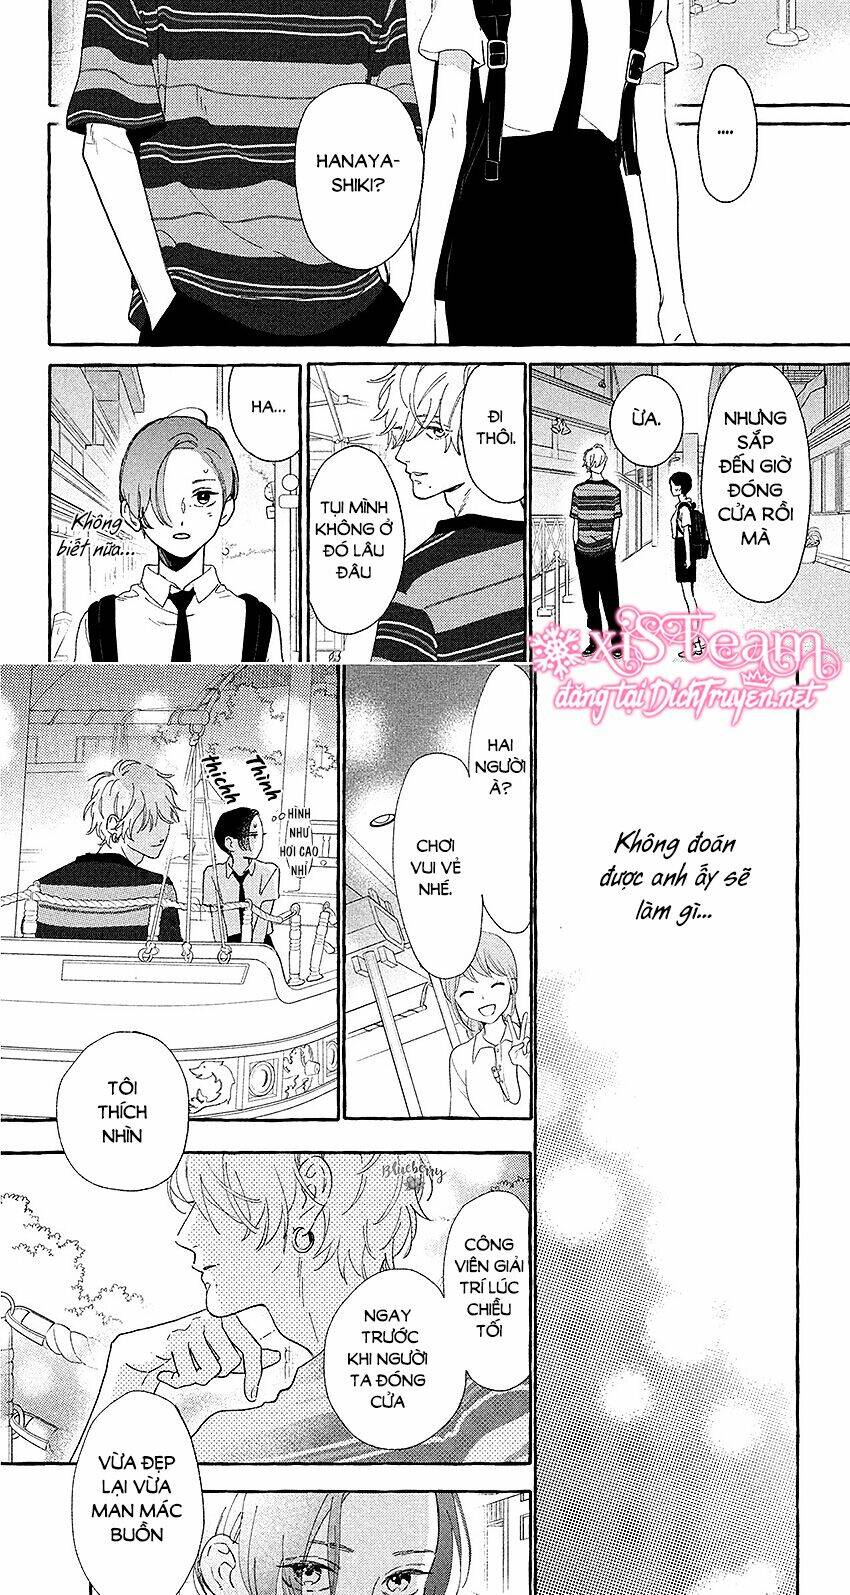 ....
HANAYA-
SHIKI?
NHƯNG
SẮP
ĐẾN GIỜ
ĐÓNG
CỬA RỒI
MÀ
ỪA.
ĐI
THÔI.
TỤI MÌNH
KHÔNG Ở
ĐÓ LÂU
ĐÂU
HA...
Không
biết nữa...
xisTeam
đăng tại DichTruyen.net
Không đoán
được anh ấy sẽ
làm gì...
HAI
NGƯỜI
À?
CHƠI
VUI VẺ
NHÉ.
Thình
thịchh
HÌNH
NHƯ
HƠI CAO
NHỈ
TÔI
THÍCH
NHÌN
Blueberry
CÔNG
VIÊN GIẢI
TRÍ LÚC
CHIỀU
TỐI
NGAY
TRƯỚC
KHI NGƯỜI
TA ĐÓNG
CỬA
VỪA ĐẸP
LẠI VỪA
MAN MÁC
BUỒN